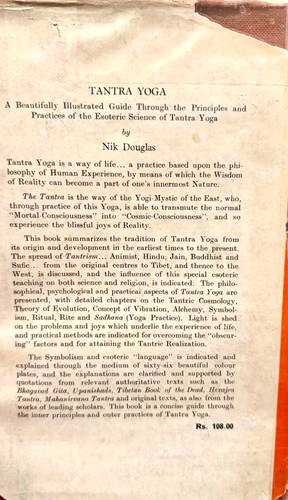 TANTRA YOGA
A Beautifully Illustrated Guide Through the Principles and
Practices of the Esoteric Science of Tantra Yoga
by
Nik Douglas
Tantra Yoga is a way of life... a practice based upon the phi-
losophy of Human Experience, by means of which the Wisdom
of Reality can become a part of one's innermost Nature.
The Tantra is the way of the Yogi-Mystic of the East, who,
through practice of this Yoga, is able to transmute the normal
"Mortal-Consciousness" into "Cosmic-Consciousness", and so
experience the blissful joys of Reality.
This book summarizes the tradition of Tantra Yoga from
its origin and development in the earliest times to the present.
The spread of Tantrism... Animist, Hindu, Jain, Buddhist and
Sufic... from the original centres to Tibet, and thence to the
West, is discussed, and the influence of this special esoteric
teaching on both science and religion, is indicated. The philo-
sophical, psychological and practical aspects of Tantra Yoga are
presented, with detailed chapters on the Tantric Cosmology,
Theory of Evolution, Concept of Vibration, Alchemy, Symbol-
ism, Ritual, Rite and Sadhana (Yogic Practice). Light is shed
on the problems and joys which underlie the experience of life,
and practical methods are indicated for overcoming the "obscur-
ing" factors and for attaining the Tantric Realization.
The Symbolism and esoteric "language" is indicated and
explained through the medium of sixty-six beautiful colour
plates, and the explanations are clarified and supported by
quotations from relevant authoritative texts such as the
Bhagavad Gita, Upanishads, Tibetan Book of the Dead, Hevajra
Tantra, Mahanirvana Tantra and original texts, as also from the
works of leading scholars. This book is a concise guide through
the inner principles and outer practices of Tantra Yoga.
Rs. 108.00